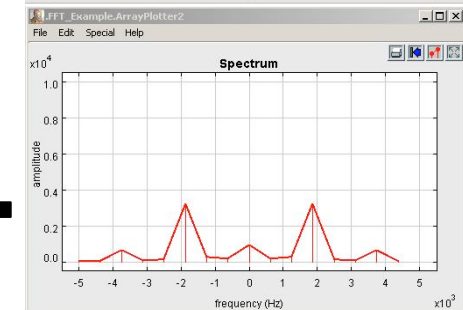 .FFT_Example.ArrayPlotter2
File Edit Special Help
Spectrum
x10^4
1.0
0.8
0.6
0.4
0.2
0.0
amplitude
-5 -4 -3 -2 -1 0 1 2 3 4 5
frequency (Hz)
x10^3